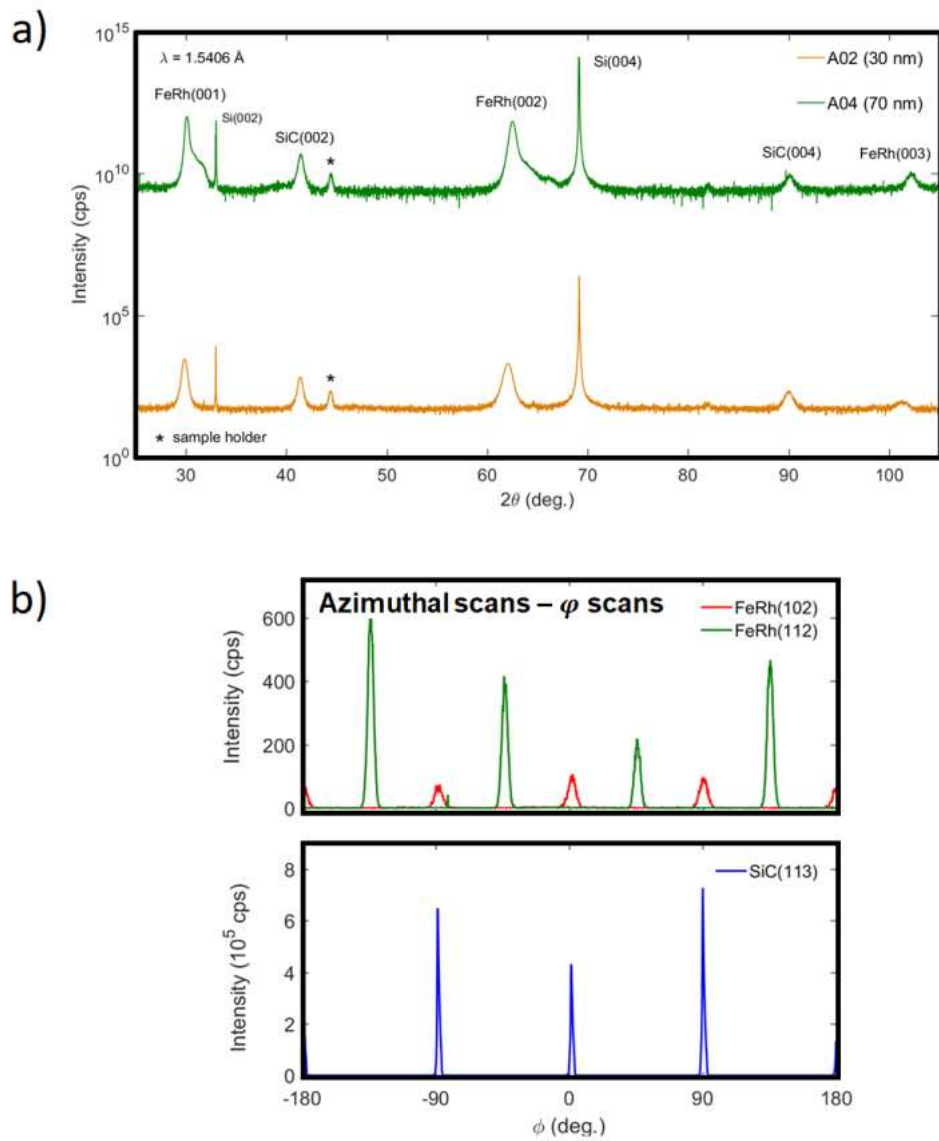 a)
10^15
λ = 1.5406 Å
Si(004)
A02 (30 nm)
A04 (70 nm)
FeRh(001)
Si(002)
FeRh(002)
SiC(002)
SiC(004)
FeRh(003)
*
10^10
Intensity (cps)
10^5
*
* sample holder
10^0
30 40 50 60 70 80 90 100
2θ (deg.)
b)
Azimuthal scans – φ scans
FeRh(102)
FeRh(112)
600
400
200
0
Intensity (cps)
SiC(113)
8
6
4
2
0
Intensity (10^5 cps)
-180 -90 0 90 180
ϕ (deg.)